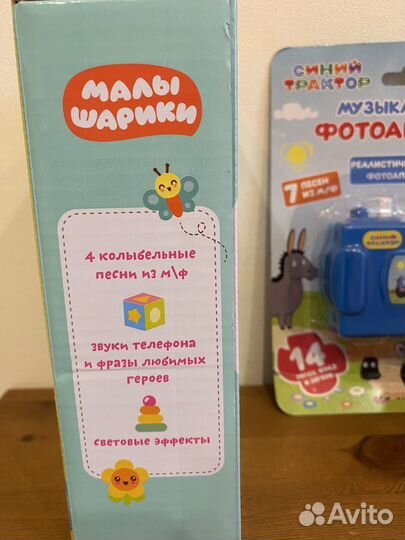 МАЛЫ
ШАРИКИ
4 КОЛЫБЕЛЬНЫЕ
ПЕСНИ ИЗ М\Ф
ЗВУКИ ТЕЛЕФОНА
И ФРАЗЫ ЛЮБИМЫХ
ГЕРОЕВ
СВЕТОВЫЕ ЭФФЕКТЫ
СИНИЙ
ТРАКТОР
МУЗЫКА
ФОТОАП
РЕАЛИСТИЧ
ФОТОАП
7 ПЕСЕН
ИЗ М/Ф
СИНИЙ
ТРАКТОР
14
Avito